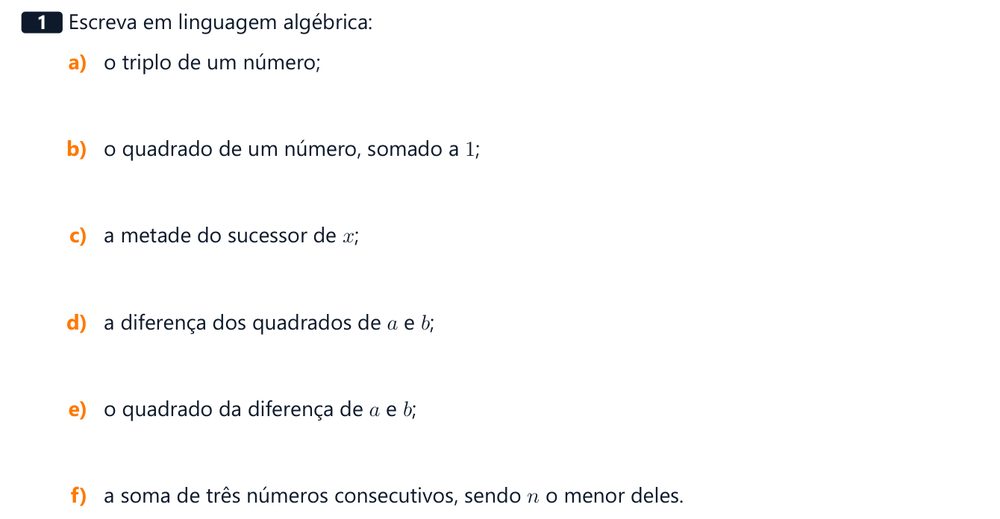 1 Escreva em linguagem algébrica:
a) o triplo de um número;
b) o quadrado de um número, somado a 1;
c) a metade do sucessor de x;
d) a diferença dos quadrados de a e b;
e) o quadrado da diferença de a e b;
f) a soma de três números consecutivos, sendo n o menor deles.